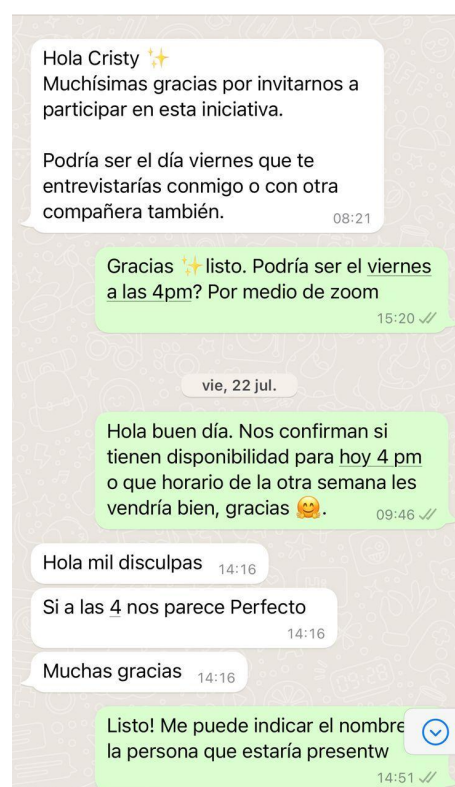 Hola Cristy ✨
Muchísimas gracias por invitarnos a
participar en esta iniciativa.
Podría ser el día viernes que te
entrevistarías conmigo o con otra
compañera también.
08:21
Gracias ✨listo. Podría ser el viernes
a las 4pm? Por medio de zoom
15:20
vie, 22 jul.
Hola buen día. Nos confirman si
tienen disponibilidad para hoy 4 pm
o que horario de la otra semana les
vendría bien, gracias 🤗.
09:46
Hola mil disculpas 14:16
Si a las 4 nos parece Perfecto
14:16
Muchas gracias 14:16
Listo! Me puede indicar el nombre
la persona que estaría presentw
14:51